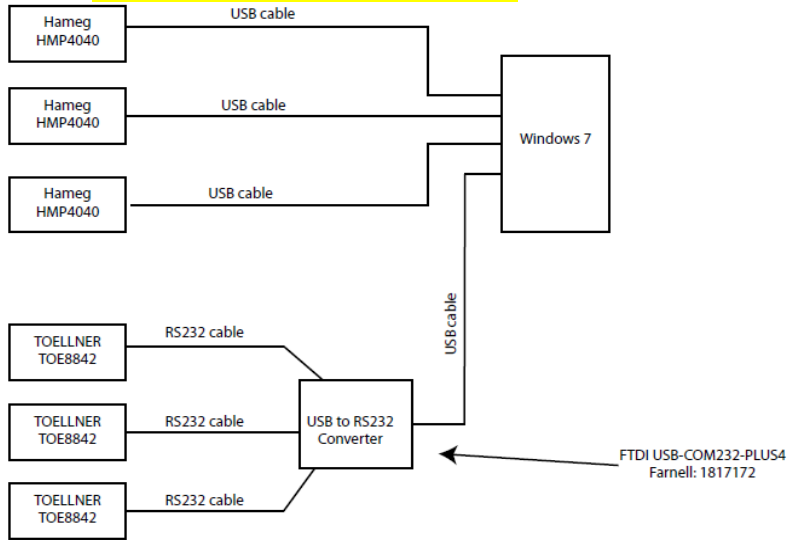 USB cable
Hameg
HMP4040
USB cable
Hameg
HMP4040
Windows 7
USB cable
Hameg
HMP4040
USB cable
RS232 cable
TOELLNER
TOE8842
RS232 cable
TOELLNER
TOE8842
USB to RS232
Converter
FTDI USB-COM232-PLUS4
Farnell: 1817172
RS232 cable
TOELLNER
TOE8842